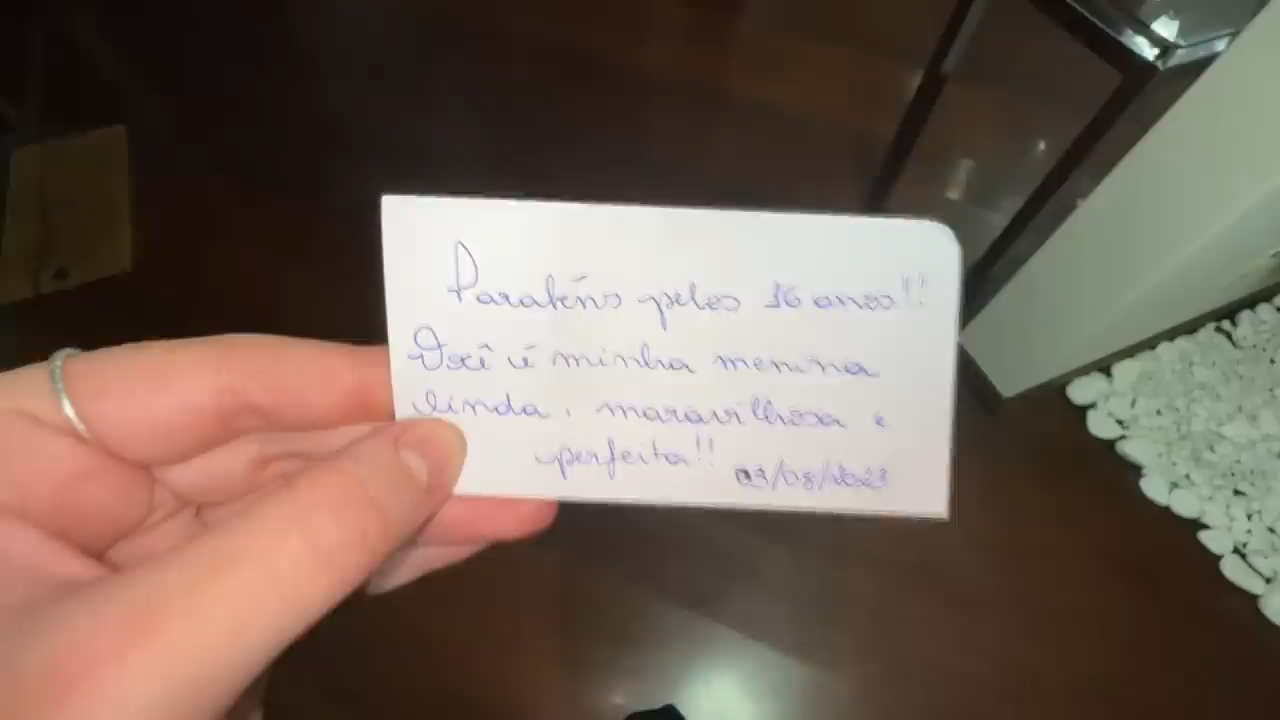 Parabéns pelos 16 anos!!
Você é minha menina
linda, maravilhosa e
perfeita!!
03/08/2023